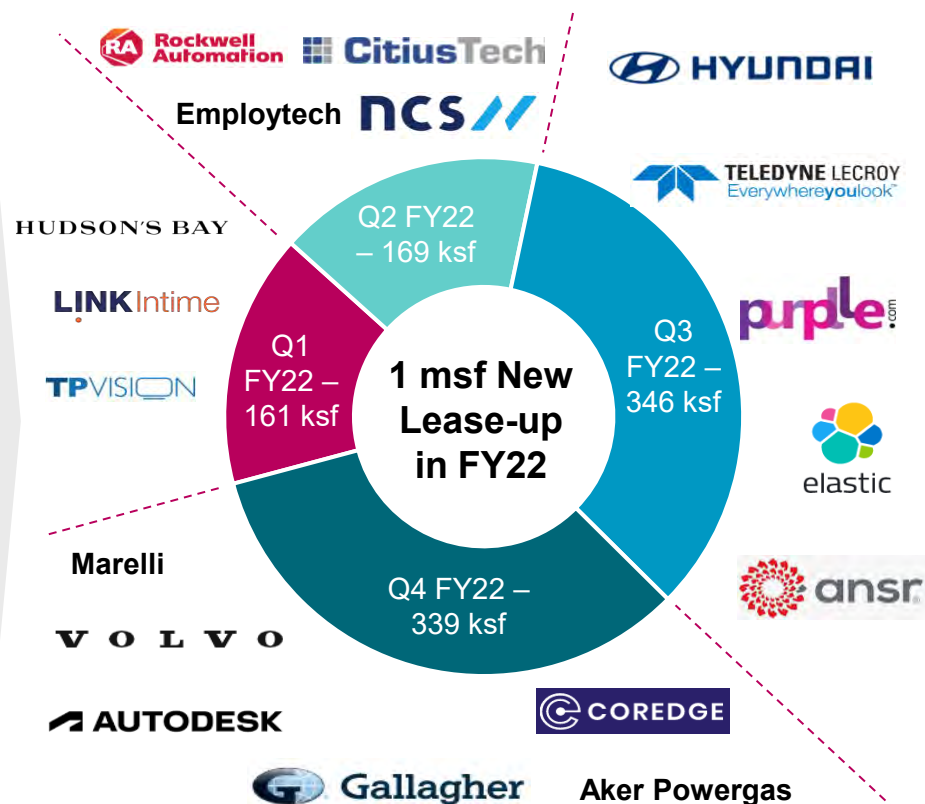 RA Rockwell Automation
CitiusTech
HYUNDAI
Employtech
ncs
TELEDYNE LECROY
Everywhereyoulook™
HUDSON'S BAY
LINKIntime
TPVISION
purplle.com
elastic
ansr
Q2 FY22
– 169 ksf
Q3
FY22 –
346 ksf
Q1
FY22 –
161 ksf
1 msf New
Lease-up
in FY22
Q4 FY22 –
339 ksf
Marelli
VOLVO
AUTODESK
COREDGE
G Gallagher
Aker Powergas